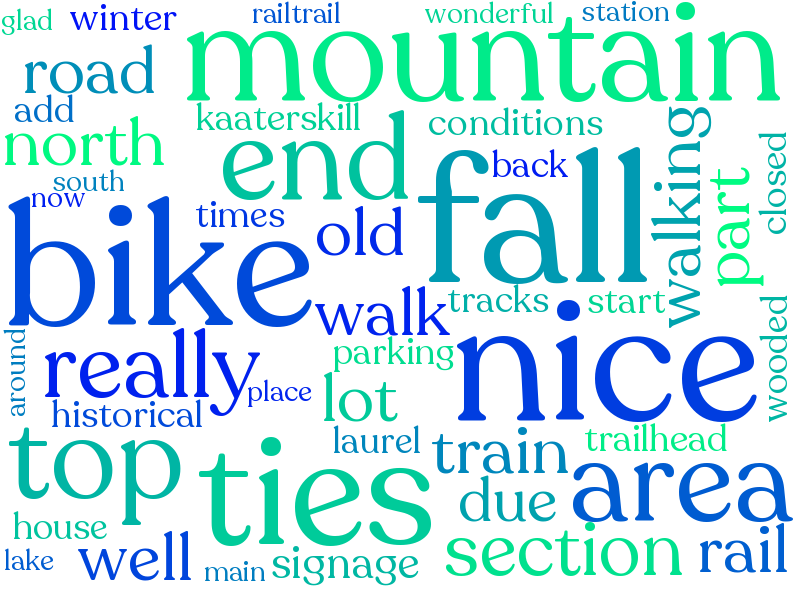 glad winter railtrail wonderful station
road mountain
add kaaterskill conditions
north end walking closed
south back fall part
now times old
bike walk tracks start
around really parking nice wooded
place lot
historical laurel train trailhead
top ties due area
house section
lake well main signage rail